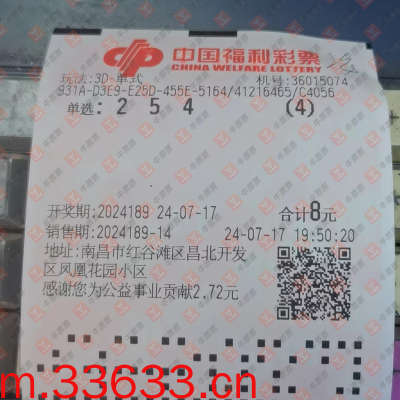 中国福利彩票
CHINA WELFARE LOTTERY
玩法:3D-单式 机号:36015074
931A-D3E9-E25D-455E-5164/41216465/C4056
单选: 2 5 4 (4)
开奖期:2024189 24-07-17 合计8元
销售期:2024189-14 24-07-17 19:50:20
地址:南昌市红谷滩区昌北开发
区凤凰花园小区
感谢您为公益事业贡献2.72元
m.33633.cn